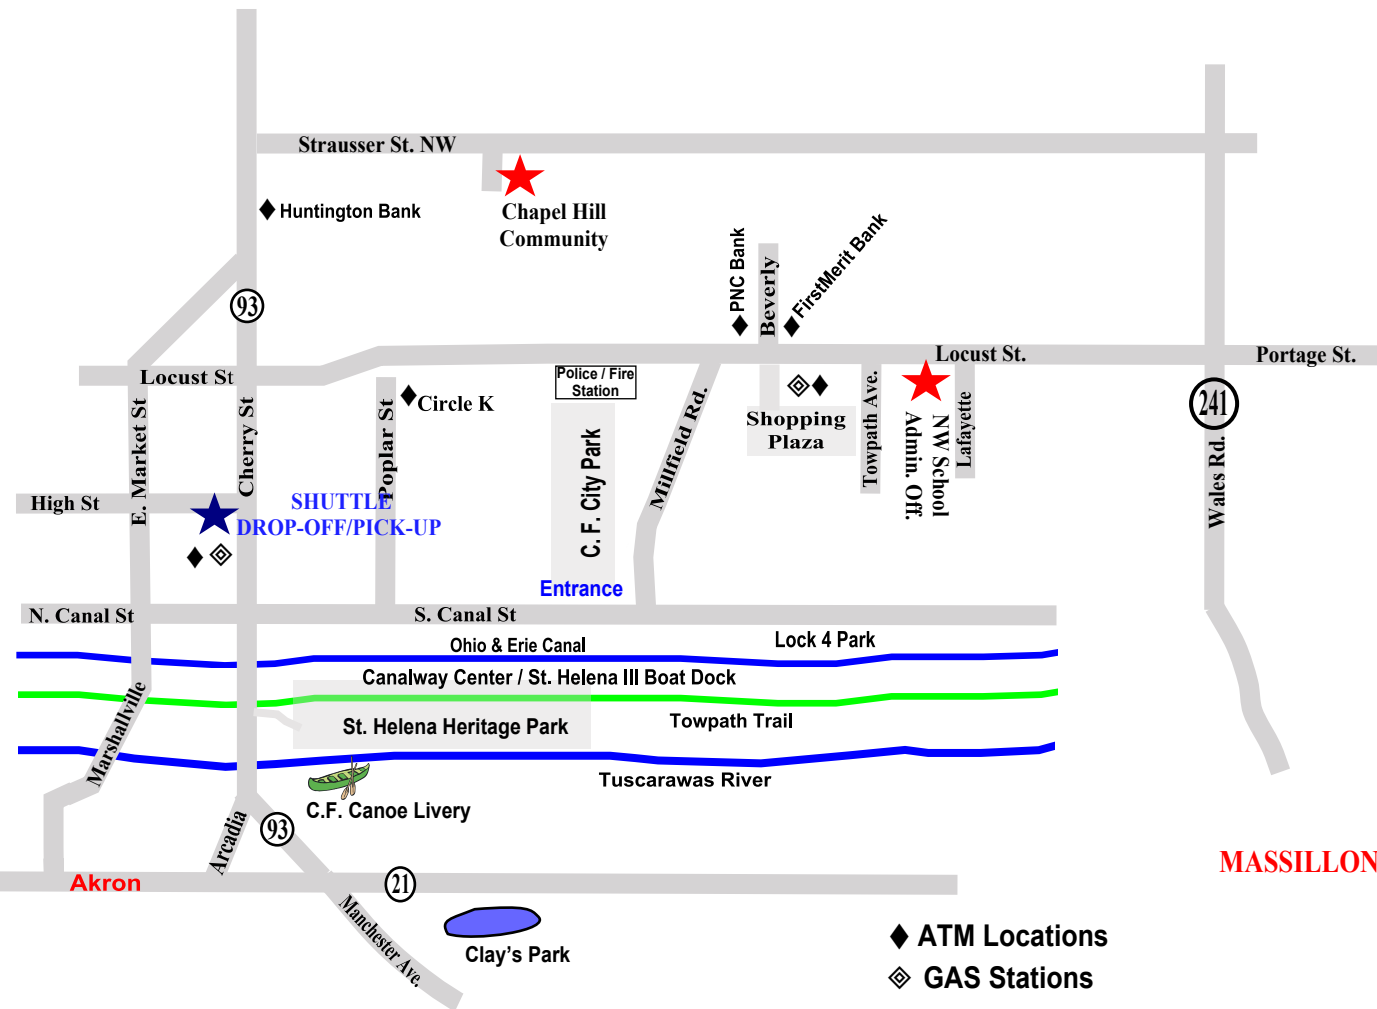 Strausser St. NW
Huntington Bank
Chapel Hill
Community
PNC Bank
Beverly
FirstMerit Bank
93
Locust St.
Portage St.
Locust St
Police / Fire
Station
Circle K
E. Market St
Cherry St
Poplar St
C. F. City Park
Millfield Rd.
Shopping
Plaza
Towpath Ave.
NW School
Admin. Off.
Lafayette
241
Wales Rd.
High St
SHUTTLE
DROP-OFF/PICK-UP
Entrance
N. Canal St
S. Canal St
Ohio & Erie Canal
Lock 4 Park
Canalway Center / St. Helena III Boat Dock
St. Helena Heritage Park
Towpath Trail
Marshallville
Tuscarawas River
C.F. Canoe Livery
Arcadia
93
Akron
21
MASSILLON
Manchester Ave.
Clay's Park
ATM Locations
GAS Stations